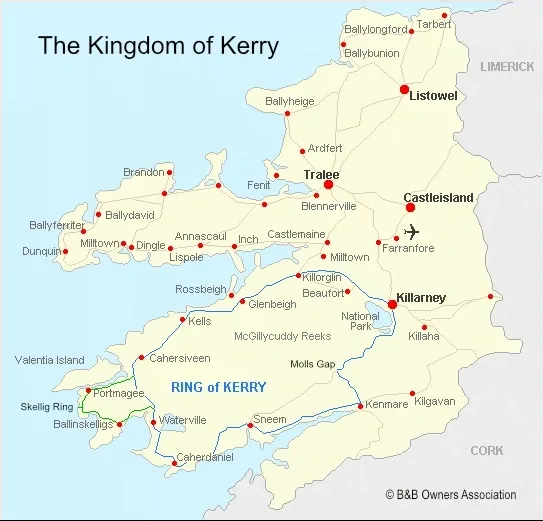 The Kingdom of Kerry
Tarbert
Ballylongford
Ballybunion
LIMERICK
Listowel
Ballyheige
Ardfert
Brandon
Fenit
Tralee
Castleisland
Blennerville
Ballydavid
Ballyferriter
Milltown
Dingle
Annascaul
Castlemaine
Farranfore
Dunquin
Lispole
Inch
Milltown
Killorglin
Rossbeigh
Beaufort
Killarney
Glenbeigh
National
Park
Kells
McGillycuddy Reeks
Killaha
Valentia Island
Cahersiveen
Molls Gap
RING of KERRY
Portmagee
Skellig Ring
Kenmare
Kilgavan
Ballinskelligs
Waterville
Sneem
Caherdaniel
CORK
© B&B Owners Association